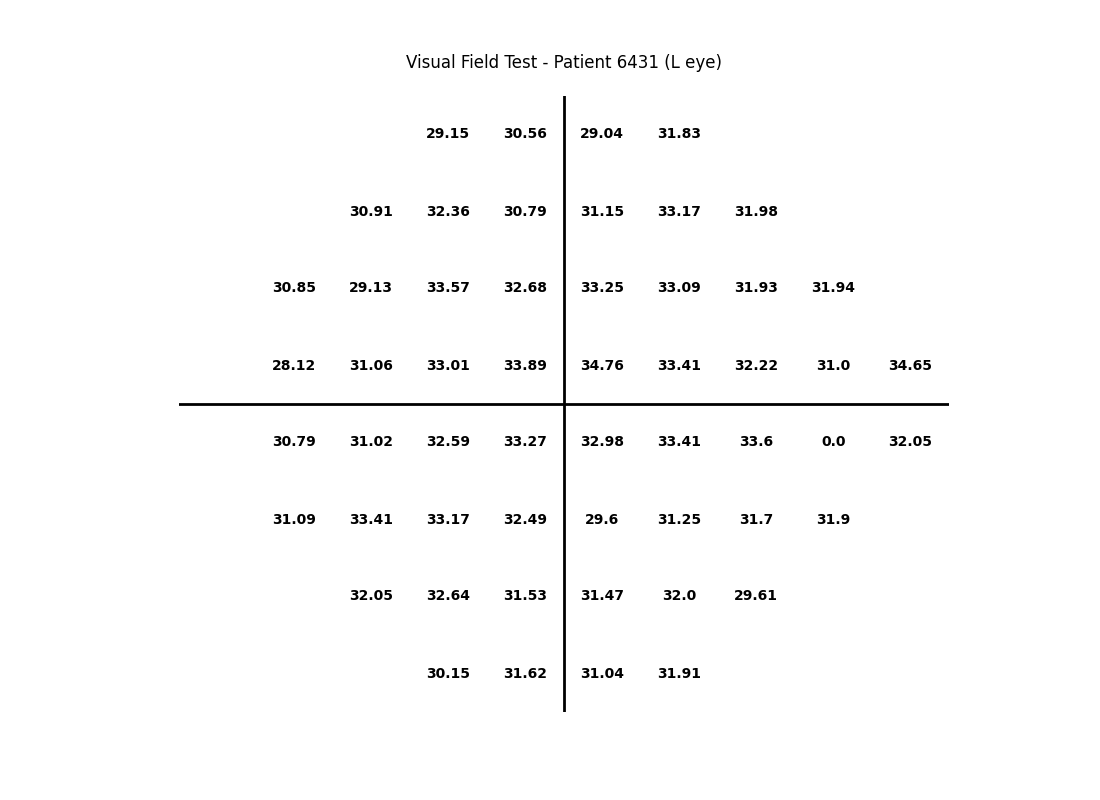 Visual Field Test - Patient 6431 (L eye)
29.15 30.56 29.04 31.83
30.91 32.36 30.79 31.15 33.17 31.98
30.85 29.13 33.57 32.68 33.25 33.09 31.93 31.94
28.12 31.06 33.01 33.89 34.76 33.41 32.22 31.0 34.65
30.79 31.02 32.59 33.27 32.98 33.41 33.6 0.0 32.05
31.09 33.41 33.17 32.49 29.6 31.25 31.7 31.9
32.05 32.64 31.53 31.47 32.0 29.61
30.15 31.62 31.04 31.91